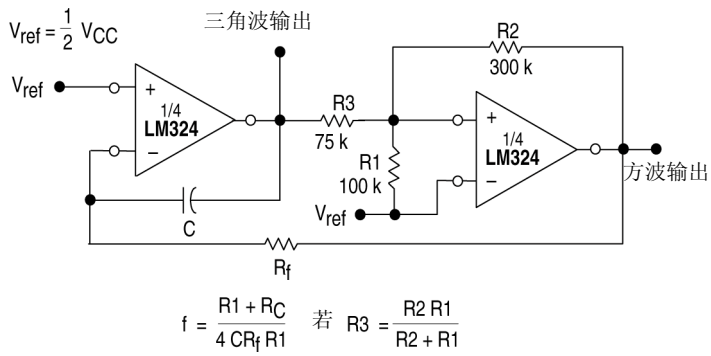 Vref = 1/2 VCC
三角波输出
R2
300 k
Vref
+
1/4
LM324
−
R3
75 k
R1
100 k
+
1/4
LM324
−
方波输出
Vref
C
Rf
f = R1 + RC / 4 CRf R1 若 R3 = R2 R1 / R2 + R1